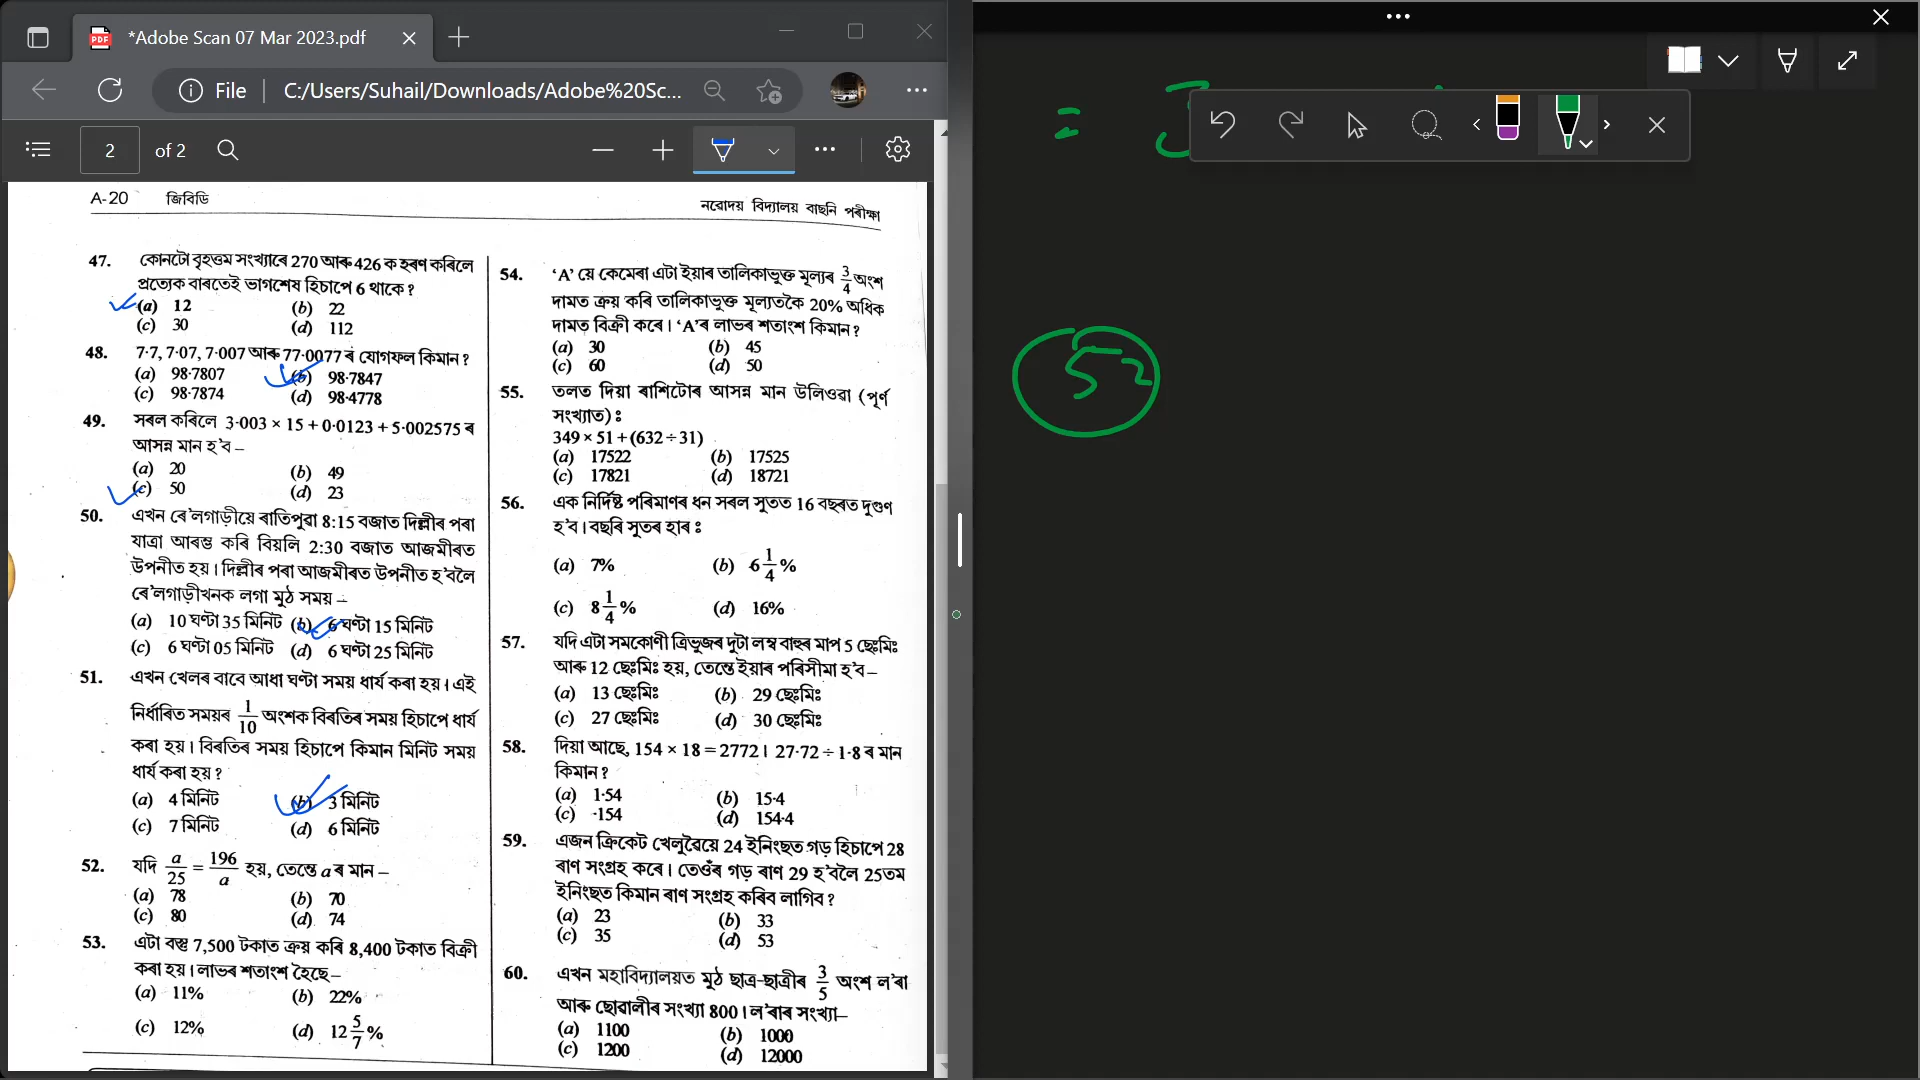 *Adobe Scan 07 Mar 2023.pdf
File
C:/Users/Suhail/Downloads/Adobe%20Sc...
2 of 2
A-20 জিবিডি
নৱোদয় বিদ্যালয় বাছনি পৰীক্ষা
47. কোনটো বৃহত্তম সংখ্যাৰে 270 আৰু 426 ক হৰণ কৰিলে
প্ৰত্যেক বাৰতেই ভাগশেষ হিচাপে 6 থাকে ?
(a) 12 (b) 22
(c) 30 (d) 112
48. 7·7, 7·07, 7·007 আৰু 77·0077 ৰ যোগফল কিমান ?
(a) 98·7807 (b) 98·7847
(c) 98·7874 (d) 98·4778
49. সৰল কৰিলে 3·003 × 15 + 0·0123 + 5·002575 ৰ
আসন্ন মান হ'ব –
(a) 20 (b) 49
(c) 50 (d) 23
50. এখন ৰে'লগাড়ীয়ে ৰাতিপুৱা 8:15 বজাত দিল্লীৰ পৰা
যাত্ৰা আৰম্ভ কৰি বিয়লি 2:30 বজাত আজমীৰত
উপনীত হয়। দিল্লীৰ পৰা আজমীৰত উপনীত হ'বলৈ
ৰে'লগাড়ীখনক লগা মুঠ সময় –
(a) 10 ঘণ্টা 35 মিনিট (b) 6 ঘণ্টা 15 মিনিট
(c) 6 ঘণ্টা 05 মিনিট (d) 6 ঘণ্টা 25 মিনিট
51. এখন খেলৰ বাবে আধা ঘণ্টা সময় ধাৰ্য কৰা হয়। এই
নিৰ্ধাৰিত সময়ৰ 1/10 অংশক বিৰতিৰ সময় হিচাপে ধাৰ্য
কৰা হয়। বিৰতিৰ সময় হিচাপে কিমান মিনিট সময়
ধাৰ্য কৰা হয় ?
(a) 4 মিনিট (b) 3 মিনিট
(c) 7 মিনিট (d) 6 মিনিট
52. যদি a/25 = 196/a হয়, তেন্তে a ৰ মান –
(a) 78 (b) 70
(c) 80 (d) 74
53. এটা বস্তু 7,500 টকাত ক্ৰয় কৰি 8,400 টকাত বিক্ৰী
কৰা হয়। লাভৰ শতাংশ হৈছে –
(a) 11% (b) 22%
(c) 12% (d) 12 5/7 %
54. 'A' য়ে কেমেৰা এটা ইয়াৰ তালিকাভুক্ত মূল্যৰ 3/4 অংশ
দামত ক্ৰয় কৰি তালিকাভুক্ত মূল্যতকৈ 20% অধিক
দামত বিক্ৰী কৰে। 'A'ৰ লাভৰ শতাংশ কিমান ?
(a) 30 (b) 45
(c) 60 (d) 50
55. তলত দিয়া ৰাশিটোৰ আসন্ন মান উলিওৱা (পূৰ্ণ
সংখ্যাত) ঃ
349 × 51 + (632 ÷ 31)
(a) 17522 (b) 17525
(c) 17821 (d) 18721
56. এক নিৰ্দিষ্ট পৰিমাণৰ ধন সৰল সুতত 16 বছৰত দুগুণ
হ'ব। বছৰি সুতৰ হাৰ ঃ
(a) 7% (b) 6 1/4 %
(c) 8 1/4 % (d) 16%
57. যদি এটা সমকোণী ত্ৰিভুজৰ দুটা লম্ব বাহুৰ মাপ 5 ছেঃমিঃ
আৰু 12 ছেঃমিঃ হয়, তেন্তে ইয়াৰ পৰিসীমা হ'ব –
(a) 13 ছেঃমিঃ (b) 29 ছেঃমিঃ
(c) 27 ছেঃমিঃ (d) 30 ছেঃমিঃ
58. দিয়া আছে, 154 × 18 = 2772। 27·72 ÷ 1·8 ৰ মান
কিমান ?
(a) 1·54 (b) 15·4
(c) ·154 (d) 154·4
59. এজন ক্ৰিকেট খেলুৱৈয়ে 24 ইনিংছত গড় হিচাপে 28
ৰাণ সংগ্ৰহ কৰে। তেওঁৰ গড় ৰাণ 29 হ'বলৈ 25তম
ইনিংছত কিমান ৰাণ সংগ্ৰহ কৰিব লাগিব ?
(a) 23 (b) 33
(c) 35 (d) 53
60. এখন মহাবিদ্যালয়ত মুঠ ছাত্ৰ-ছাত্ৰীৰ 3/5 অংশ ল'ৰা
আৰু ছোৱালীৰ সংখ্যা 800। ল'ৰাৰ সংখ্যা–
(a) 1100 (b) 1000
(c) 1200 (d) 12000
=
52